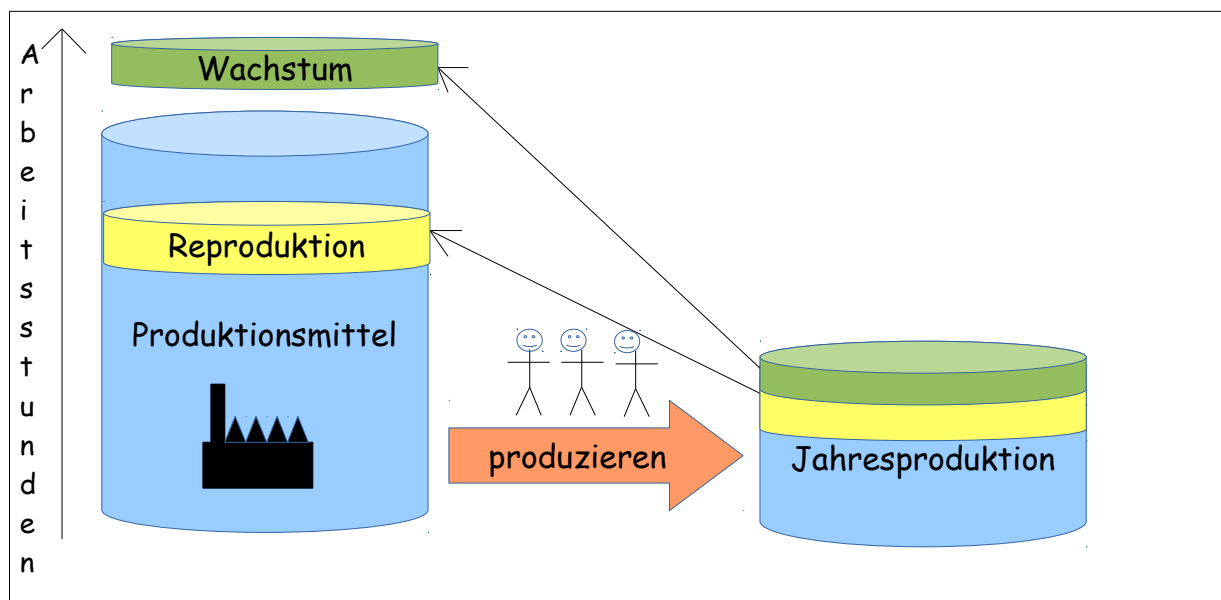 Arbeitsstunden
Wachstum
Reproduktion
Produktionsmittel
produzieren
Jahresproduktion